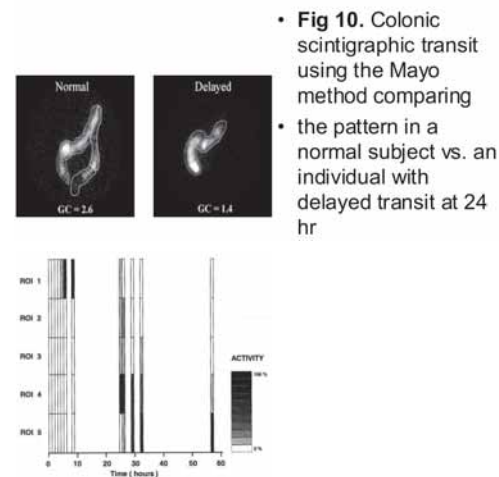 • Fig 10. Colonic
scintigraphic transit
using the Mayo
method comparing
• the pattern in a
normal subject vs. an
individual with
delayed transit at 24
hr
Normal
Delayed
GC = 2.6
GC = 1.4
ROI 1
ROI 2
ROI 3
ROI 4
ROI 5
ACTIVITY
100 %
0 %
0 10 20 30 40 50 60
Time ( hours )